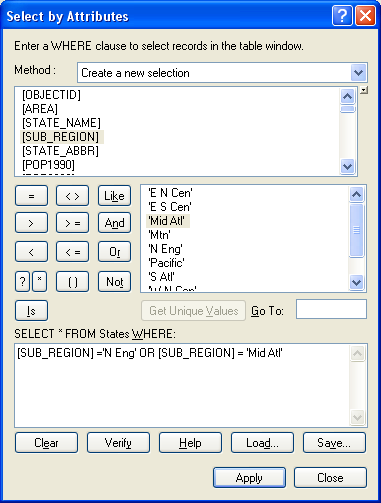 Select by Attributes
?
Enter a WHERE clause to select records in the table window.
Method : Create a new selection
[OBJECTID]
[AREA]
[STATE_NAME]
[SUB_REGION]
[STATE_ABBR]
[POP1990]
= < > Like
> > = And
< < = Or
? * ( ) Not
Is
'E N Cen'
'E S Cen'
'Mid Atl'
'Mtn'
'N Eng'
'Pacific'
'S Atl'
'W N Cen'
Get Unique Values Go To:
SELECT * FROM States WHERE:
[SUB_REGION] ='N Eng' OR [SUB_REGION] = 'Mid Atl'
Clear Verify Help Load... Save...
Apply Close